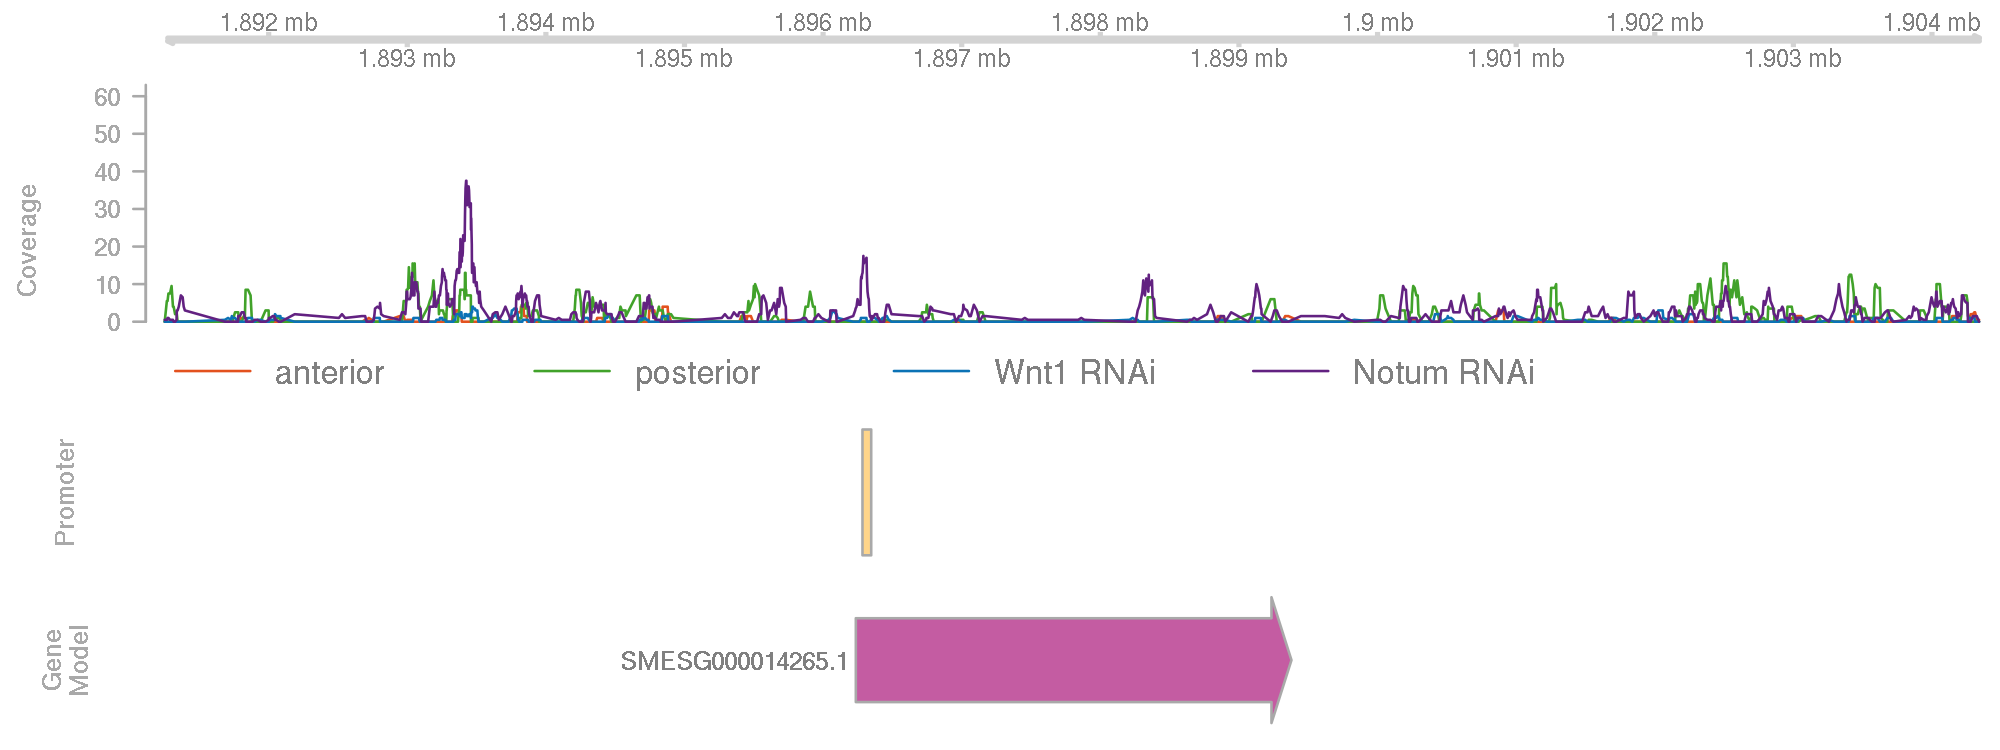 1.892 mb 1.894 mb 1.896 mb 1.898 mb 1.9 mb 1.902 mb 1.904 mb
1.893 mb 1.895 mb 1.897 mb 1.899 mb 1.901 mb 1.903 mb
Coverage
60
50
40
30
20
10
0
anterior posterior Wnt1 RNAi Notum RNAi
Promoter
Gene
Model
SMESG000014265.1